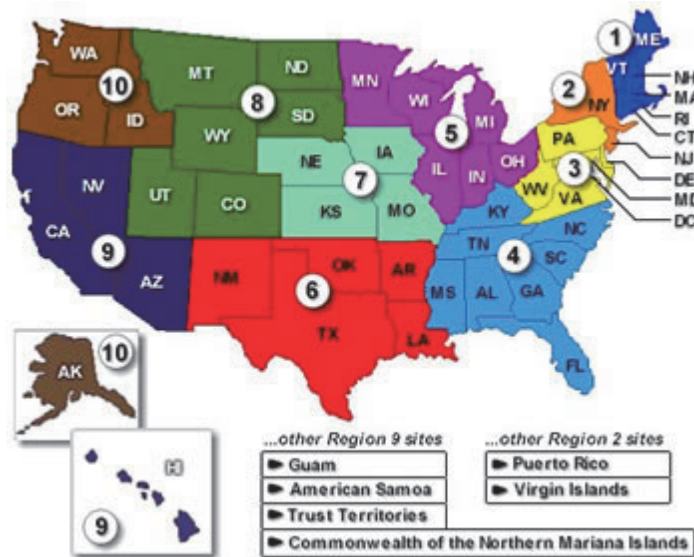 1
ME
WA
VT
NH
MT
ND
MN
10
2
MA
8
NY
OR
ID
SD
WI
MI
RI
5
CT
WY
PA
NJ
IA
NE
OH
3
DE
NV
7
IL
IN
WV
MD
UT
CO
VA
DC
KS
MO
KY
CA
NC
TN
9
4
OK
SC
AZ
NM
6
AR
MS
AL
GA
TX
LA
10
AK
FL
...other Region 9 sites
...other Region 2 sites
H
Guam
Puerto Rico
American Samoa
Virgin Islands
Trust Territories
9
Commonwealth of the Northern Mariana Islands